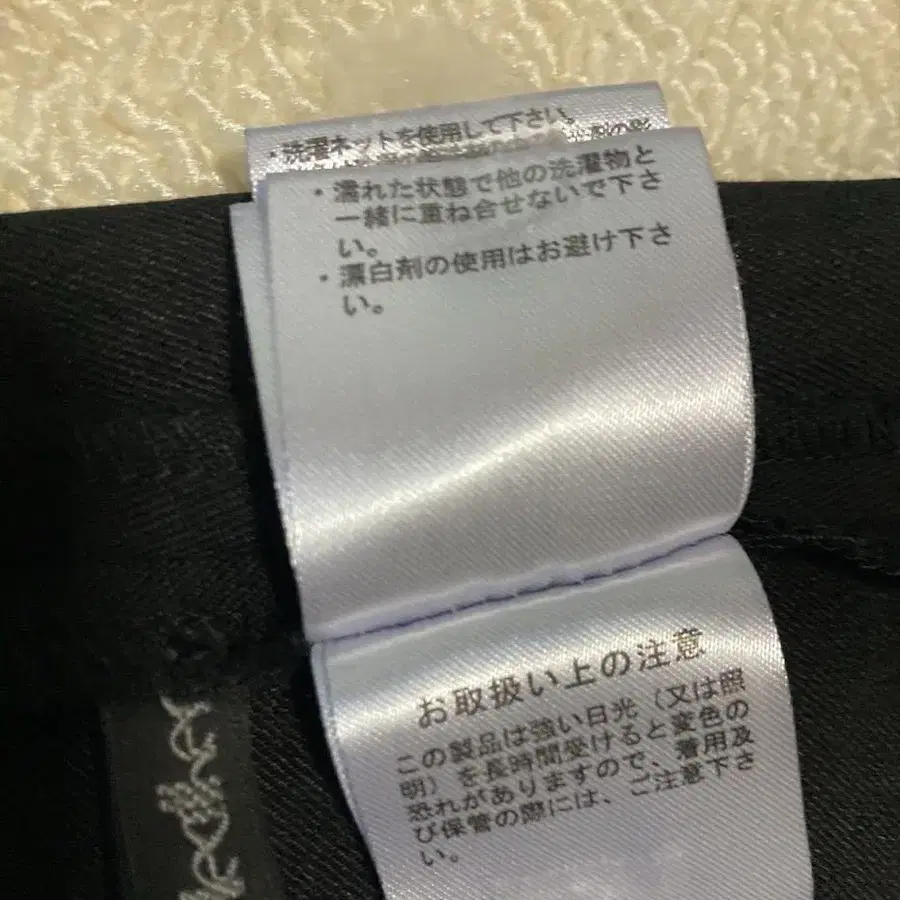 ・洗濯ネットを使用して下さい。
・濡れた状態で他の洗濯物と
一緒に重ね合せないで下さ
い。
・漂白剤の使用はお避け下さ
い。
お取扱い上の注意
この製品は強い日光（又は照
明）を長時間受けると変色の
恐れがありますので、着用及
び保管の際には、ご注意下さ
い。